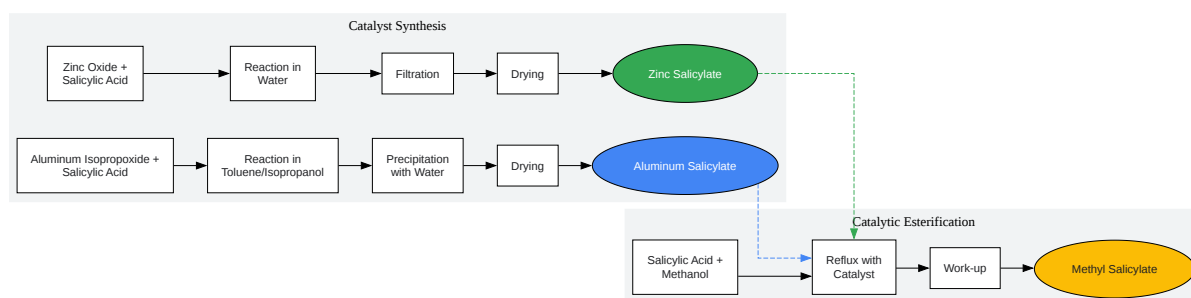 Catalyst Synthesis
Zinc Oxide +
Salicylic Acid
Reaction in
Water
Filtration
Drying
Zinc Salicylate
Aluminum Isopropoxide +
Salicylic Acid
Reaction in
Toluene/Isopropanol
Precipitation
with Water
Drying
Aluminum Salicylate
Catalytic Esterification
Salicylic Acid +
Methanol
Reflux with
Catalyst
Work-up
Methyl Salicylate